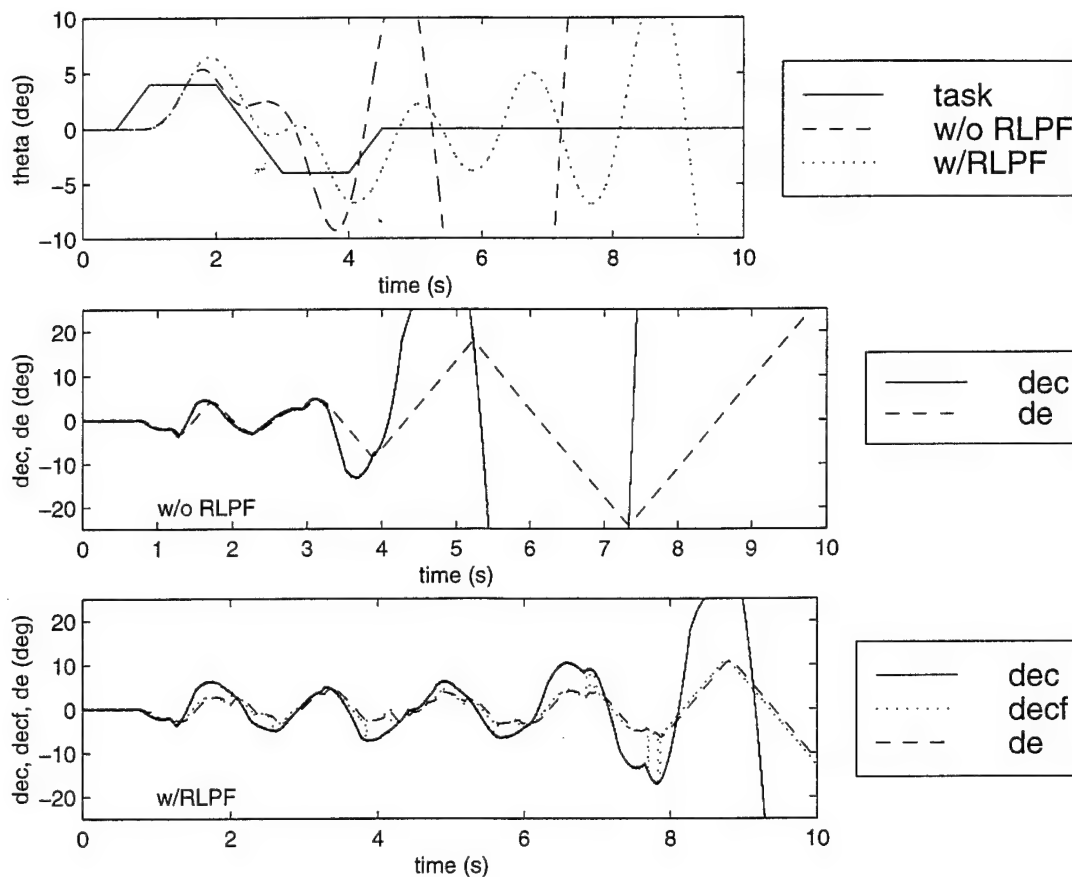 10
5
0
−5
−10
theta (deg)
0 2 4 6 8 10
time (s)
task
w/o RLPF
w/RLPF
20
10
0
−10
−20
dec, de (deg)
w/o RLPF
0 1 2 3 4 5 6 7 8 9 10
time (s)
dec
de
20
10
0
−10
−20
dec, decf, de (deg)
w/RLPF
0 2 4 6 8 10
time (s)
dec
decf
de